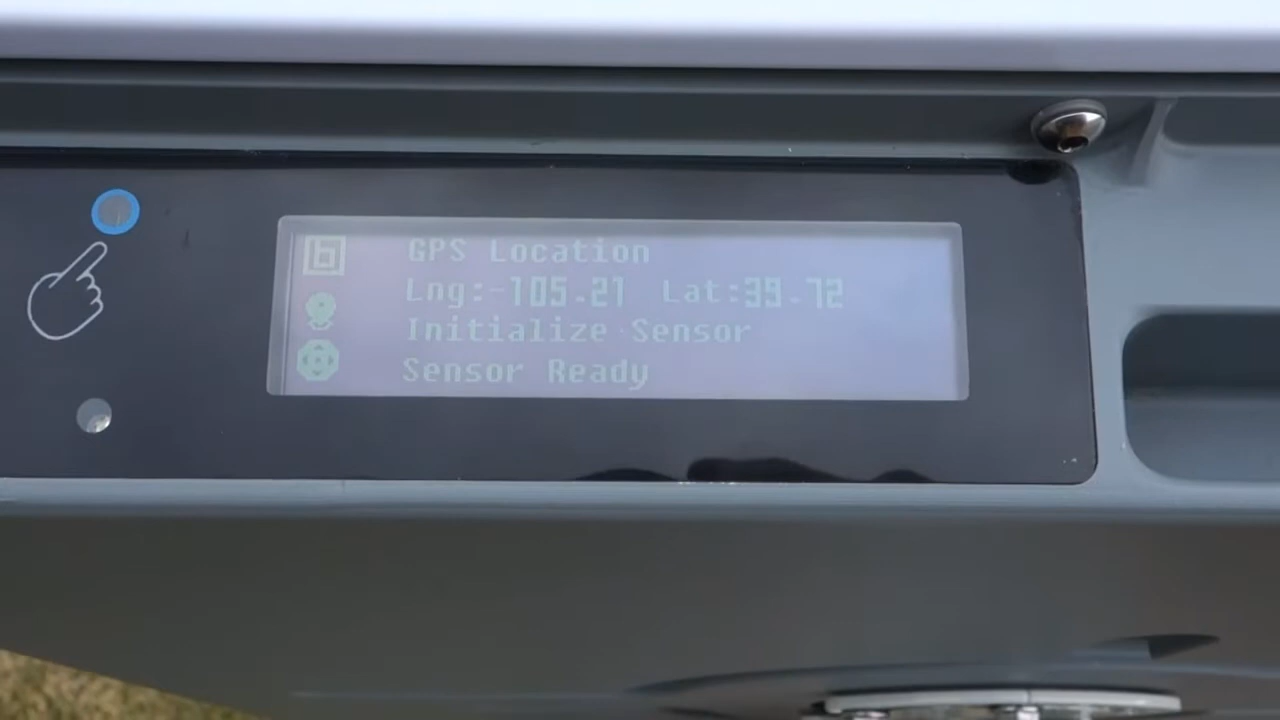 GPS Location
Lng:-105.21 Lat:39.72
Initialize Sensor
Sensor Ready